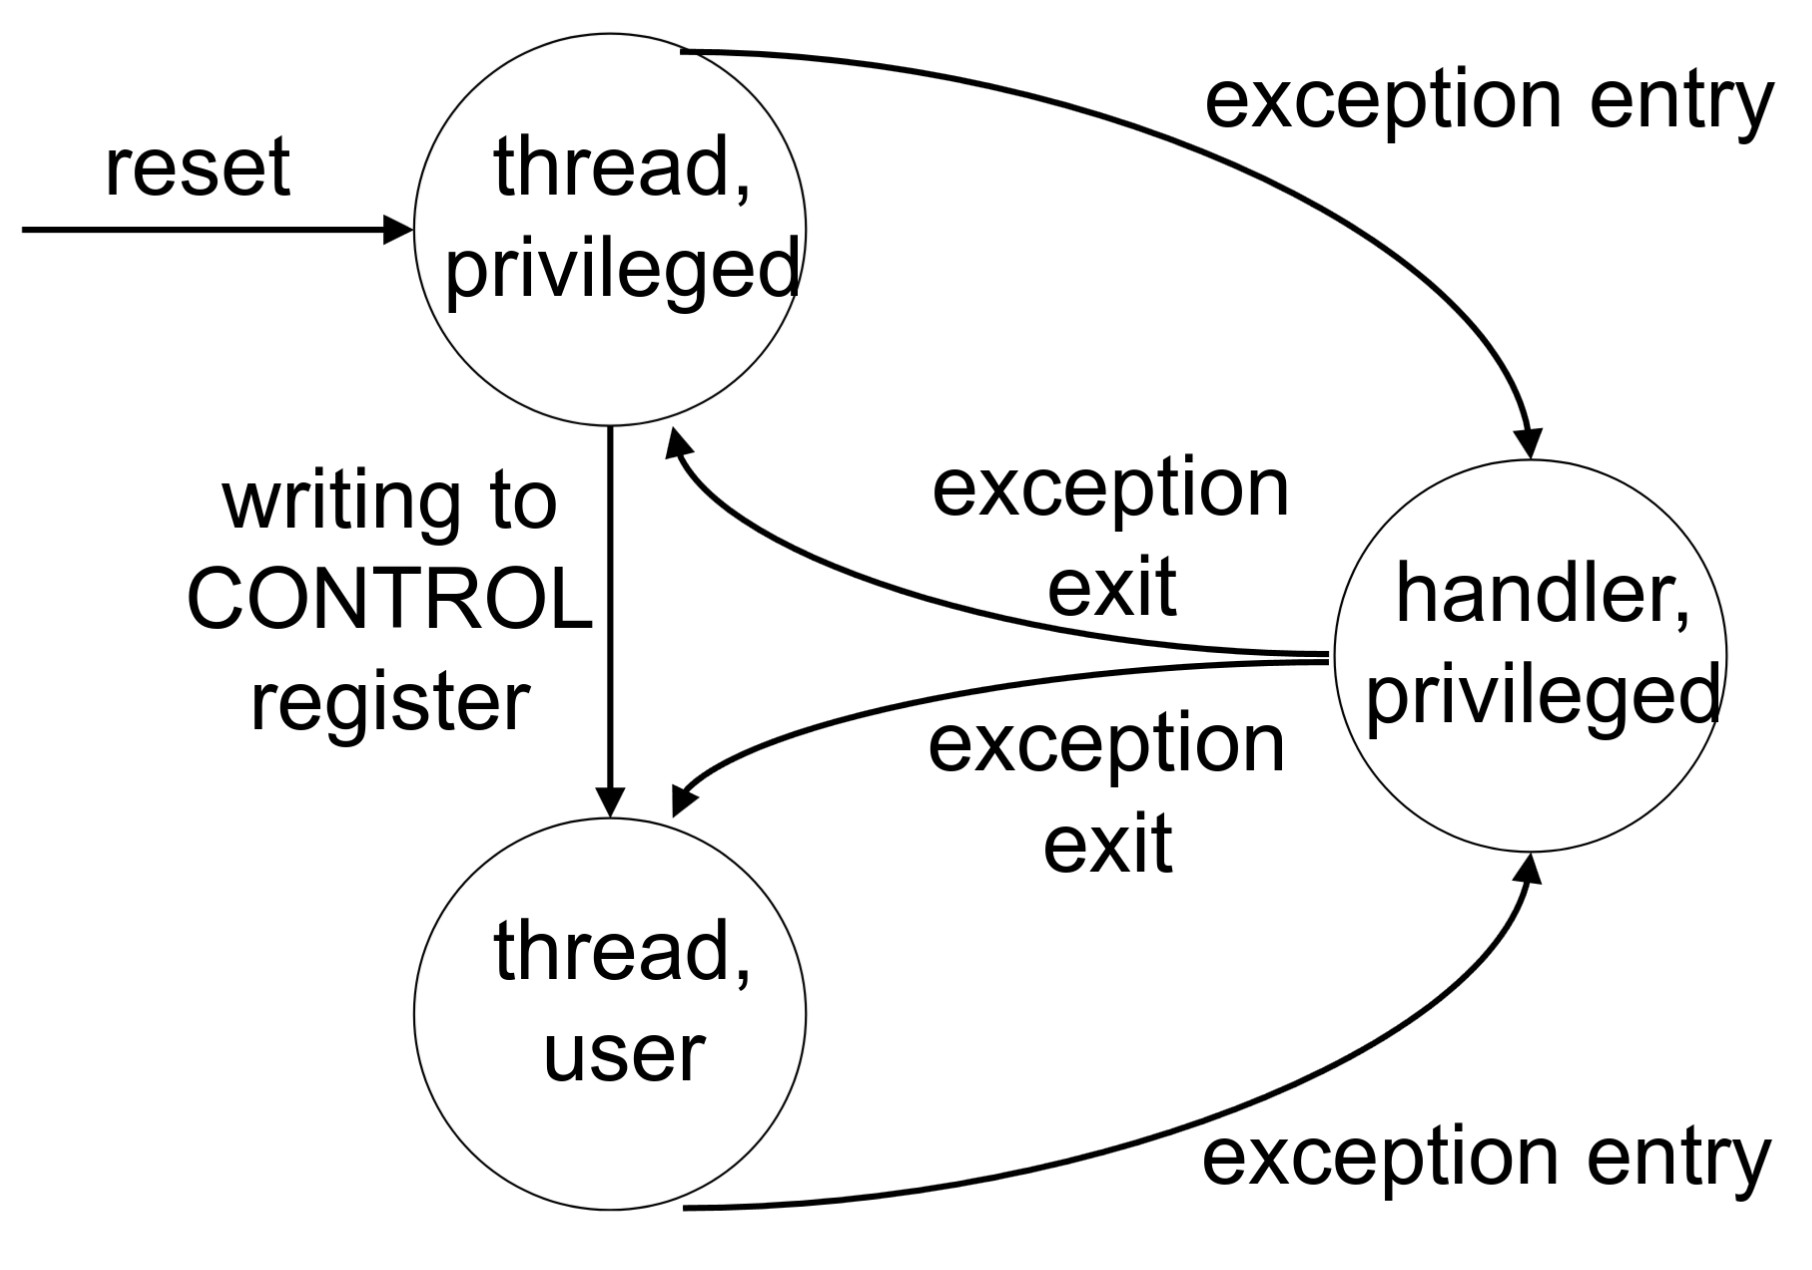 exception entry
reset
thread,
privileged
writing to
CONTROL
register
exception
exit
handler,
privileged
exception
exit
thread,
user
exception entry